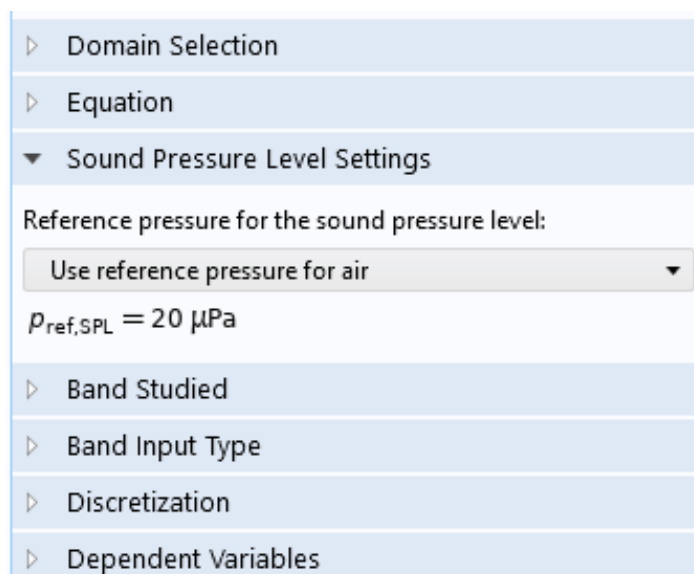 Domain Selection
Equation
Sound Pressure Level Settings
Reference pressure for the sound pressure level:
Use reference pressure for air
p_ref,SPL = 20 µPa
Band Studied
Band Input Type
Discretization
Dependent Variables